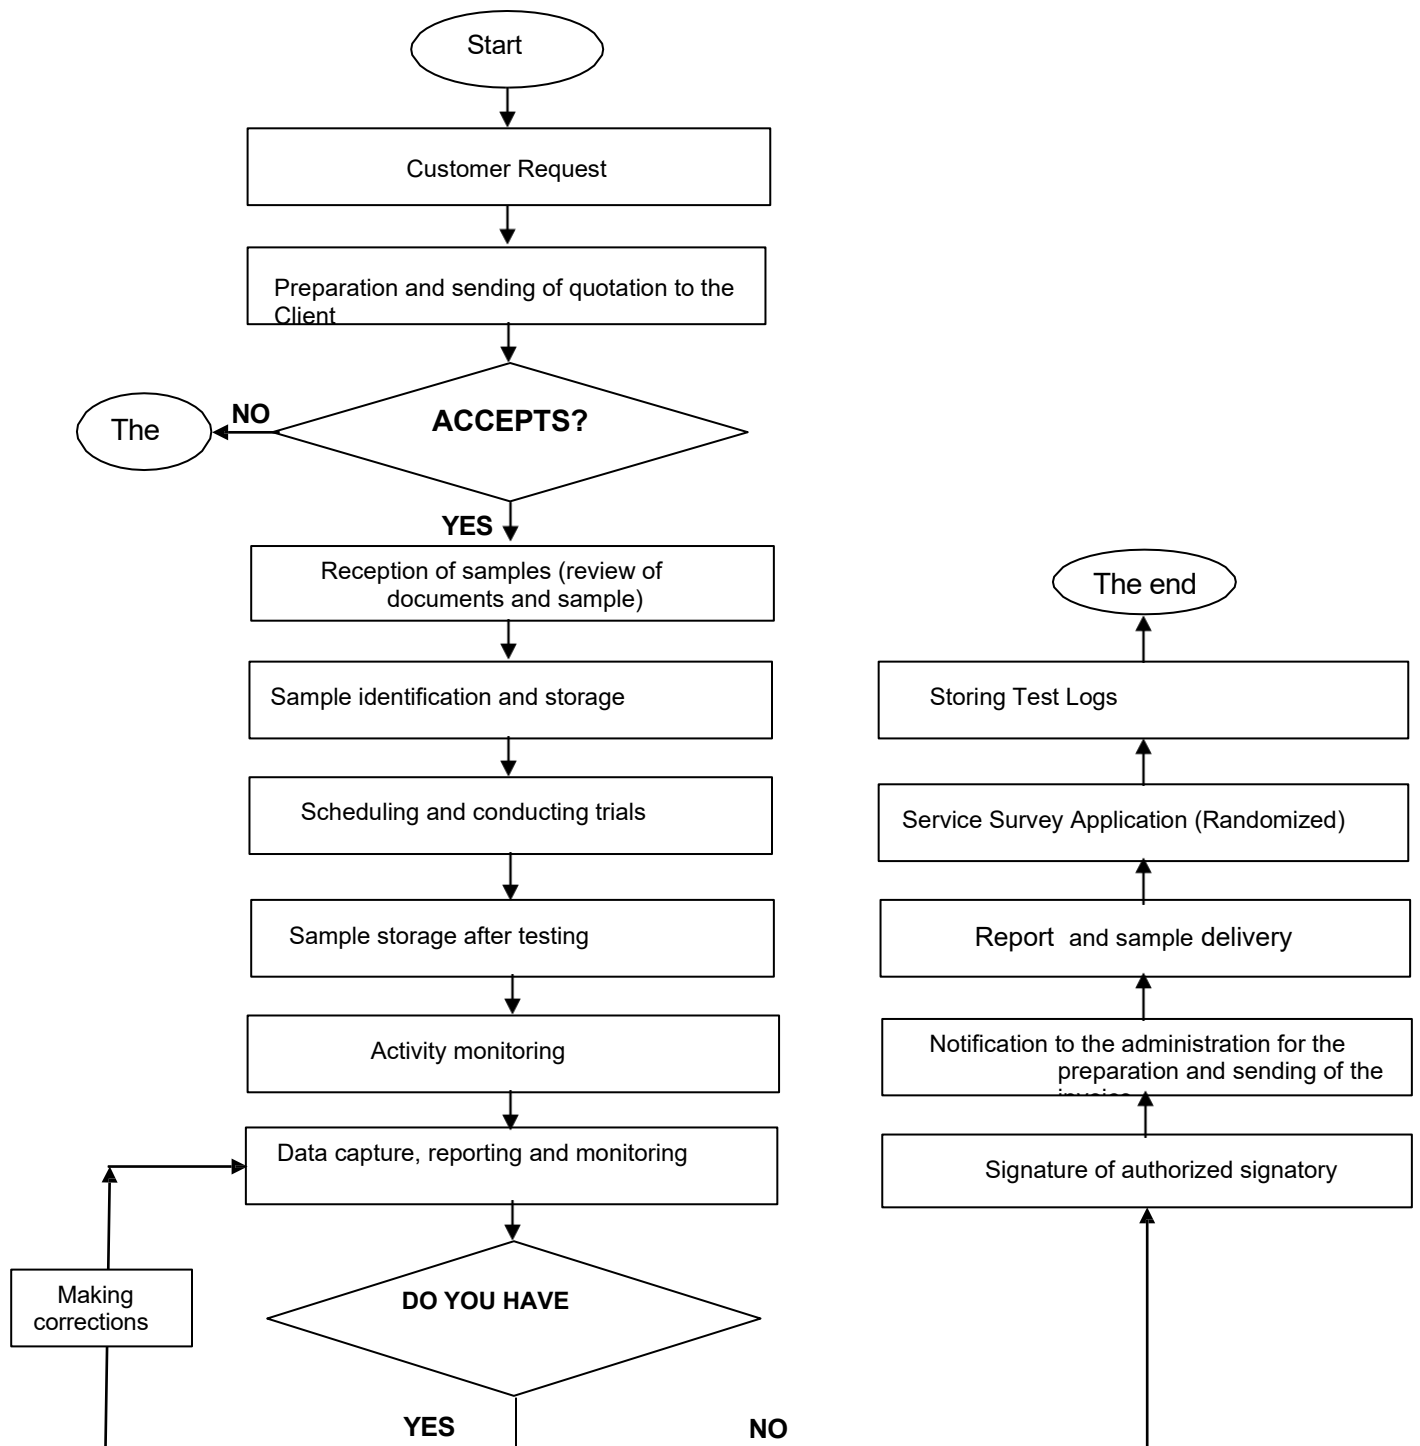 Start
Customer Request
Preparation and sending of quotation to the
Client
ACCEPTS?
NO
The
YES
Reception of samples (review of
documents and sample)
Sample identification and storage
Scheduling and conducting trials
Sample storage after testing
Activity monitoring
Data capture, reporting and monitoring
Making
corrections
DO YOU HAVE
YES
NO
The end
Storing Test Logs
Service Survey Application (Randomized)
Report and sample delivery
Notification to the administration for the
preparation and sending of the
Signature of authorized signatory